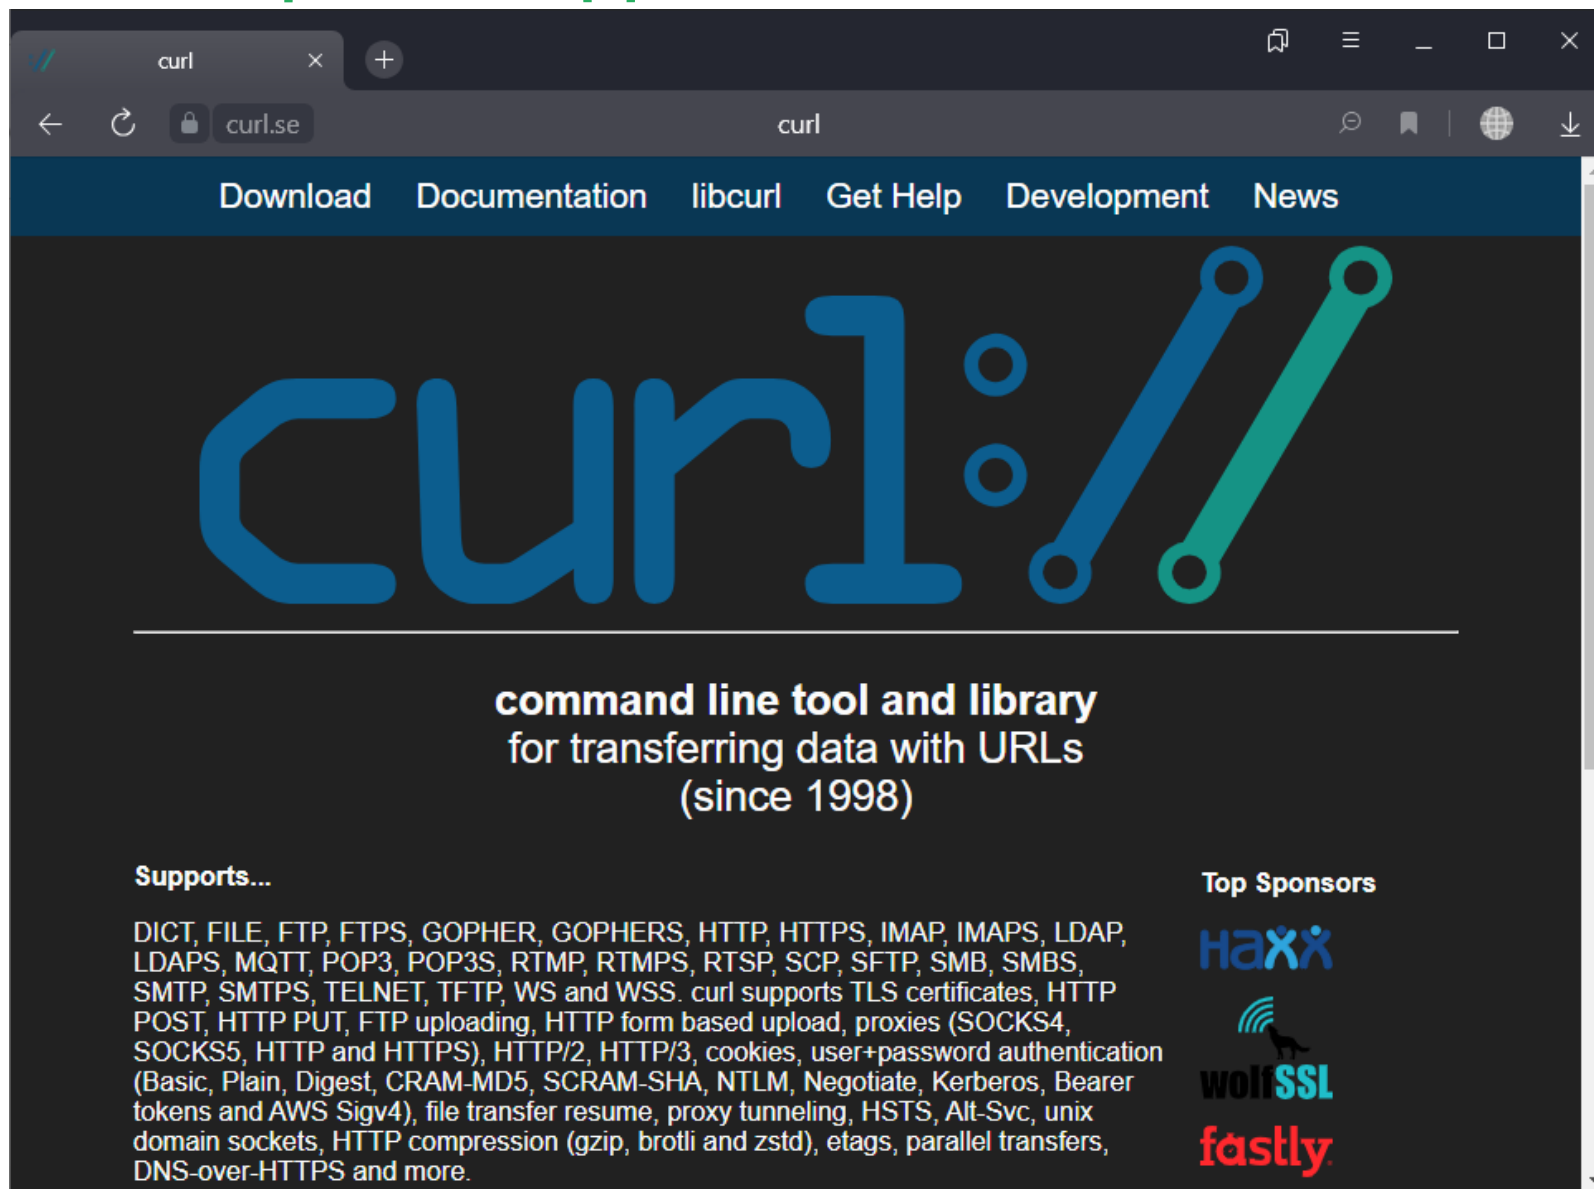 curl
curl.se
curl
Download Documentation libcurl Get Help Development News
curl://
command line tool and library
for transferring data with URLs
(since 1998)
Supports...
DICT, FILE, FTP, FTPS, GOPHER, GOPHERS, HTTP, HTTPS, IMAP, IMAPS, LDAP,
LDAPS, MQTT, POP3, POP3S, RTMP, RTMPS, RTSP, SCP, SFTP, SMB, SMBS,
SMTP, SMTPS, TELNET, TFTP, WS and WSS. curl supports TLS certificates, HTTP
POST, HTTP PUT, FTP uploading, HTTP form based upload, proxies (SOCKS4,
SOCKS5, HTTP and HTTPS), HTTP/2, HTTP/3, cookies, user+password authentication
(Basic, Plain, Digest, CRAM-MD5, SCRAM-SHA, NTLM, Negotiate, Kerberos, Bearer
tokens and AWS Sigv4), file transfer resume, proxy tunneling, HSTS, Alt-Svc, unix
domain sockets, HTTP compression (gzip, brotli and zstd), etags, parallel transfers,
DNS-over-HTTPS and more.
Top Sponsors
Haxx
wolfSSL
fastly